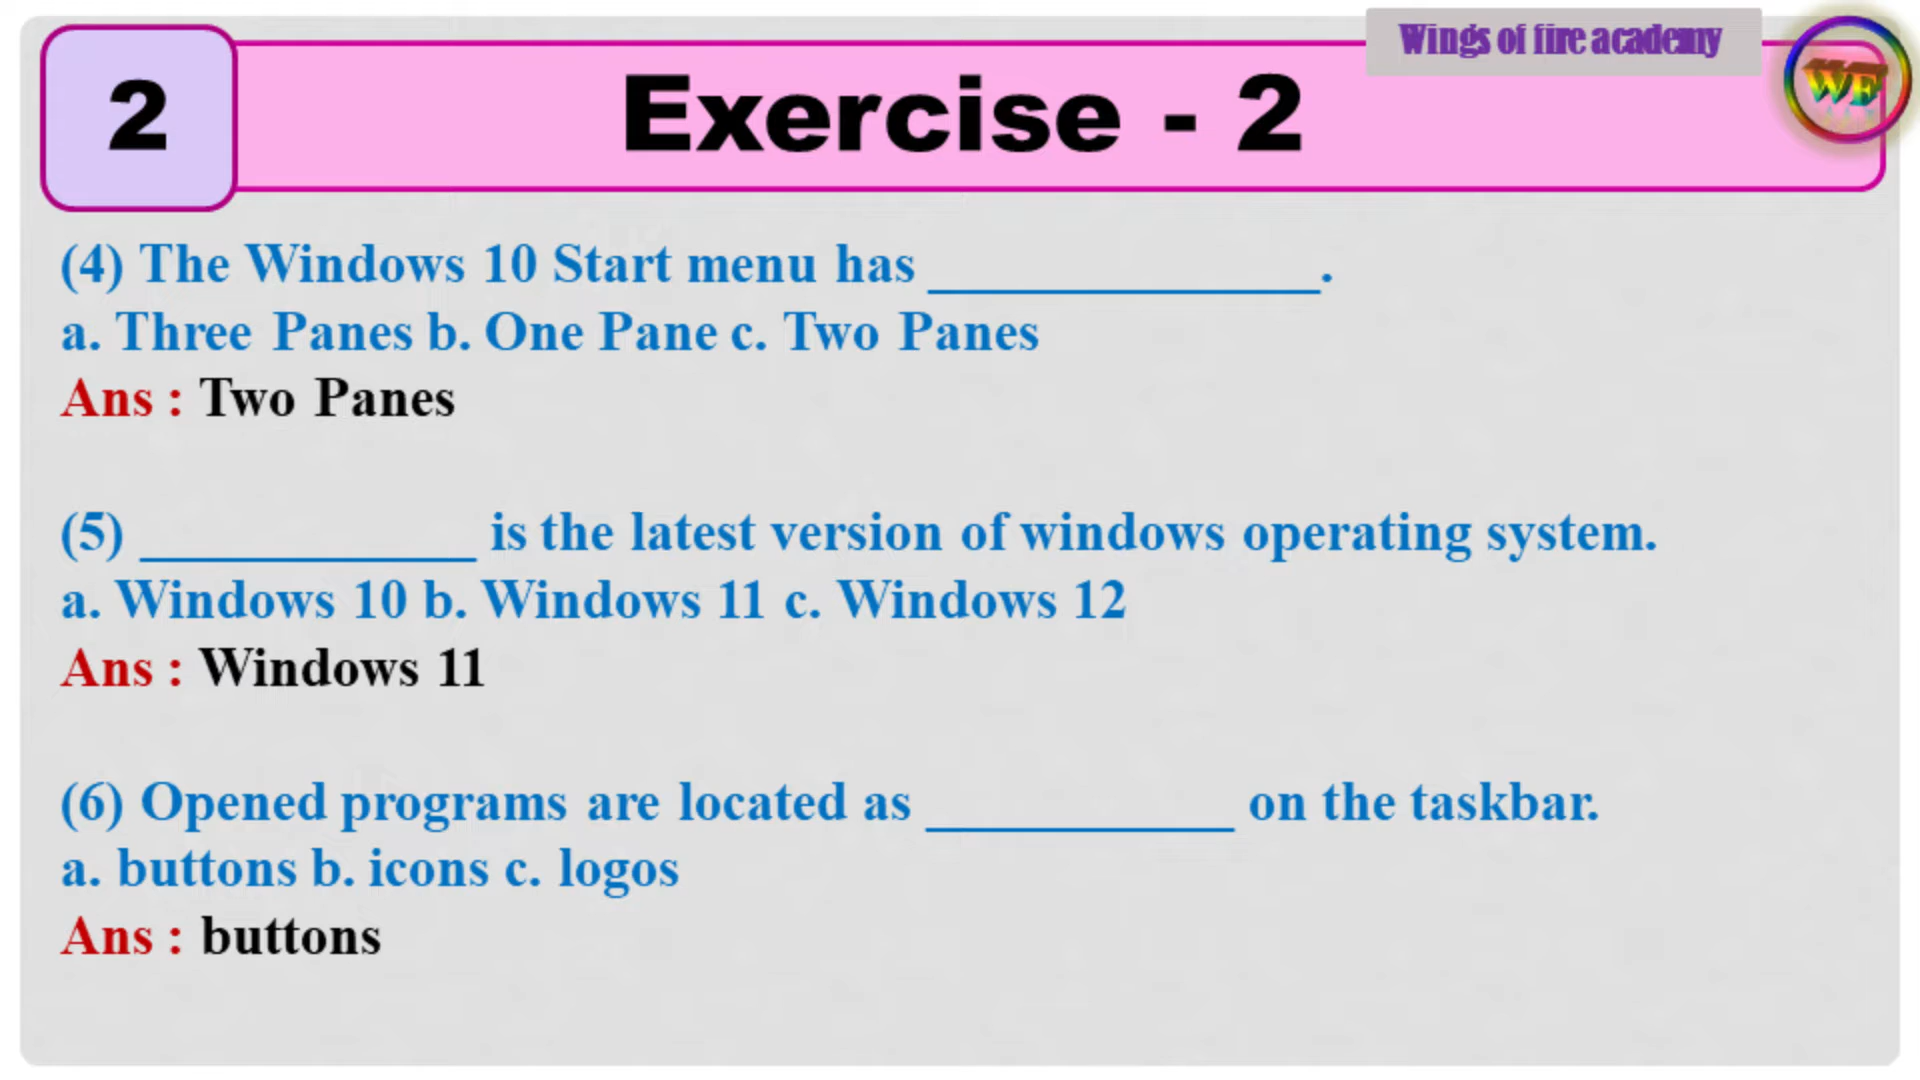 Wings of fire academy
WF
2
Exercise - 2
(4) The Windows 10 Start menu has ______________.
a. Three Panes b. One Pane c. Two Panes
Ans : Two Panes
(5) ____________ is the latest version of windows operating system.
a. Windows 10 b. Windows 11 c. Windows 12
Ans : Windows 11
(6) Opened programs are located as ___________ on the taskbar.
a. buttons b. icons c. logos
Ans : buttons